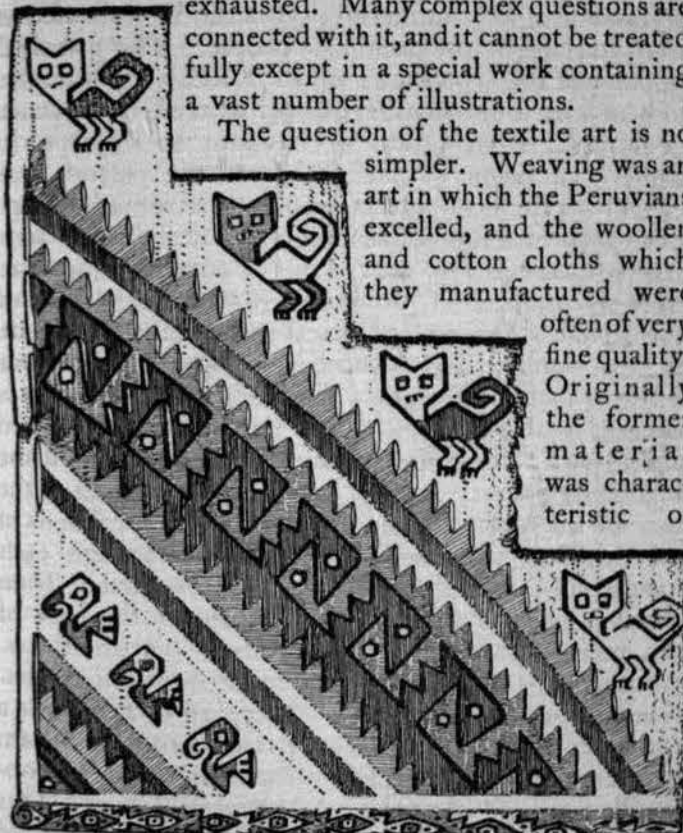 exhausted. Many complex questions are
connected with it, and it cannot be treated
fully except in a special work containing
a vast number of illustrations.
The question of the textile art is no
simpler. Weaving was an
art in which the Peruvians
excelled, and the woollen
and cotton cloths which
they manufactured were
often of very
fine quality
Originally
the former
materia
was charac
teristic o